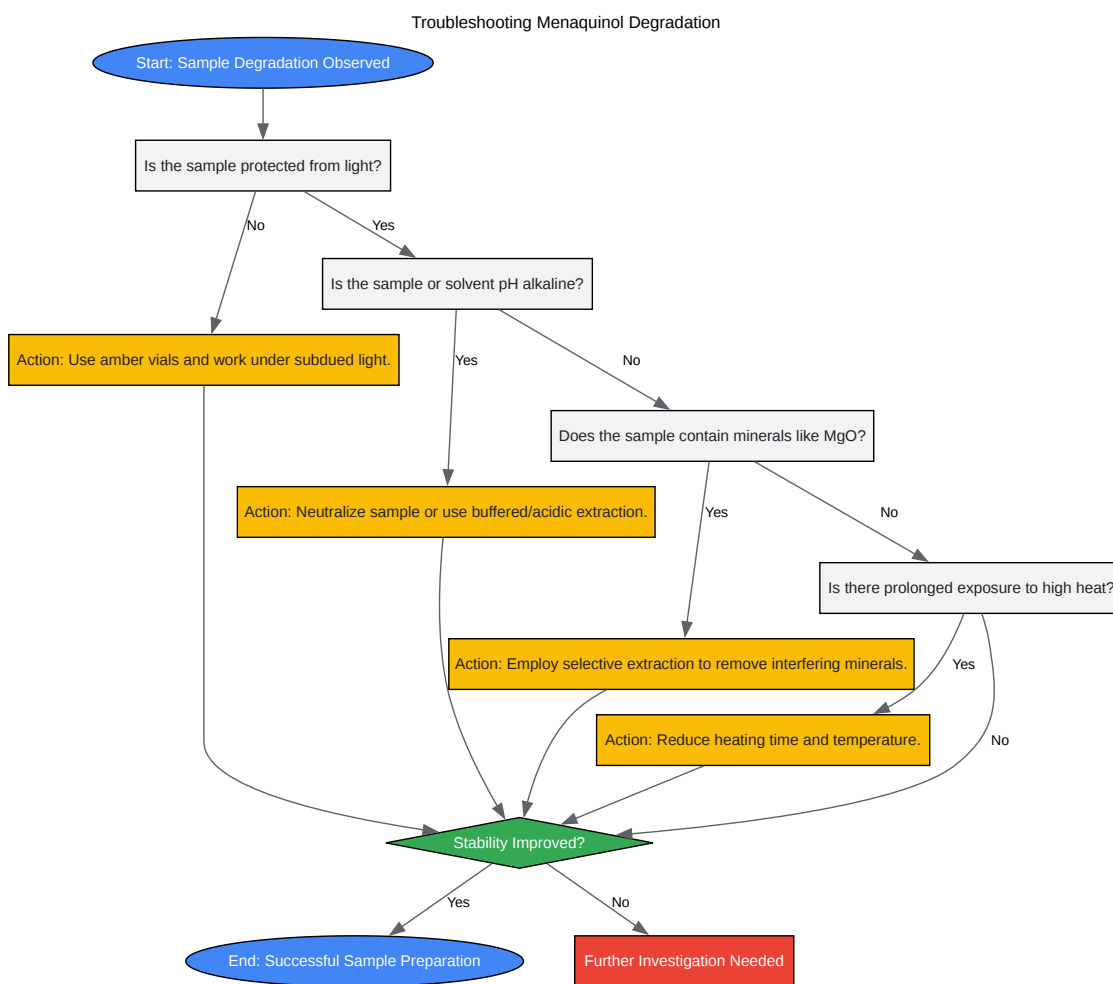 Troubleshooting Menaquinol Degradation
Start: Sample Degradation Observed
Is the sample protected from light?
No
Yes
Is the sample or solvent pH alkaline?
Action: Use amber vials and work under subdued light.
Yes
No
Does the sample contain minerals like MgO?
Action: Neutralize sample or use buffered/acidic extraction.
Yes
No
Is there prolonged exposure to high heat?
Action: Employ selective extraction to remove interfering minerals.
Yes
Action: Reduce heating time and temperature.
No
Stability Improved?
Yes
No
End: Successful Sample Preparation
Further Investigation Needed